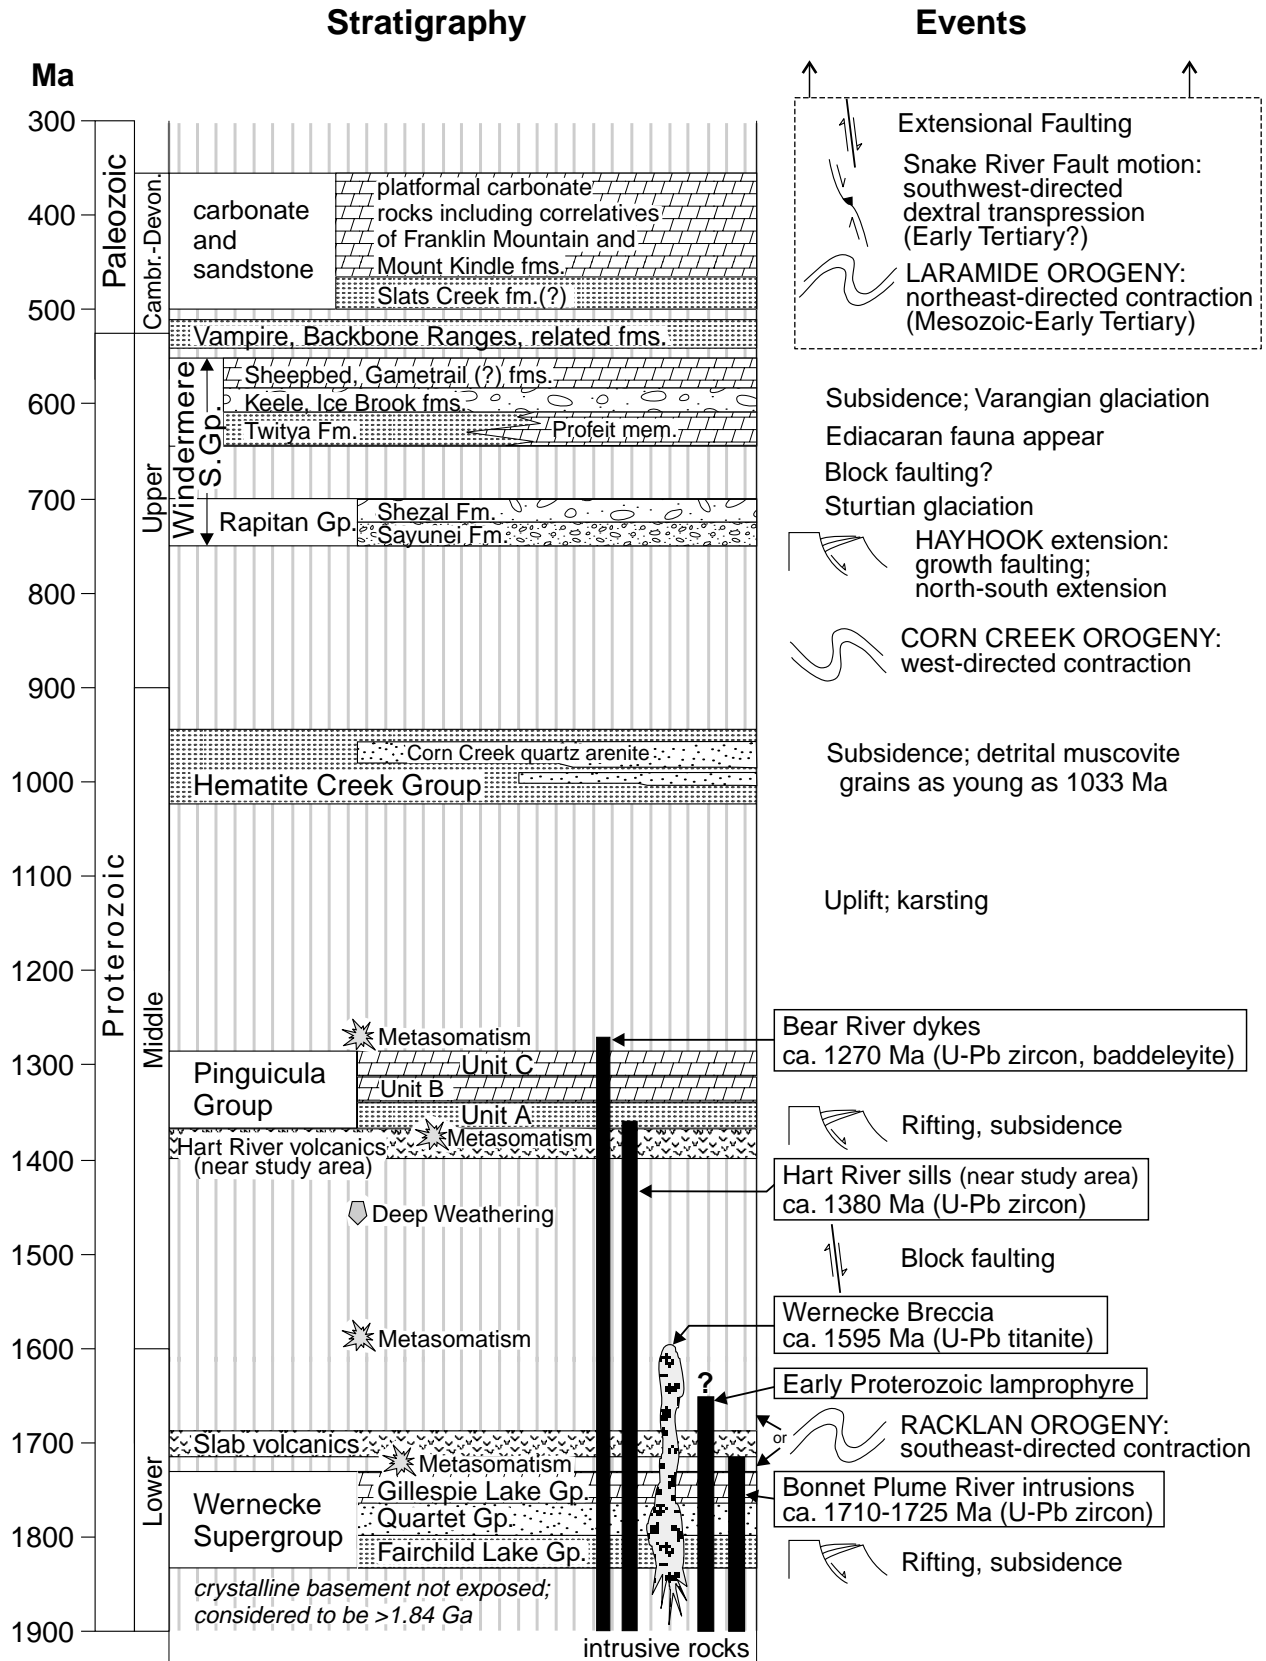 Stratigraphy
Events
Ma
300
400
500
600
700
800
900
1000
1100
1200
1300
1400
1500
1600
1700
1800
1900
Paleozoic
Proterozoic
Cambr.-Devon.
Upper
Middle
Lower
carbonate
and
sandstone
platformal carbonate
rocks including correlatives
of Franklin Mountain and
Mount Kindle fms.
Slats Creek fm.(?)
Vampire, Backbone Ranges, related fms.
Windermere
S.Gp.
Sheepbed, Gametrail (?) fms.
Keele, Ice Brook fms.
Twitya Fm.
Profeit mem.
Rapitan Gp.
Shezal Fm.
Sayunei Fm.
Corn Creek quartz arenite
Hematite Creek Group
Metasomatism
Pinguicula
Group
Unit C
Unit B
Unit A
Hart River volcanics
(near study area)
Metasomatism
Deep Weathering
Metasomatism
Slab volcanics
Metasomatism
Wernecke
Supergroup
Gillespie Lake Gp.
Quartet Gp.
Fairchild Lake Gp.
crystalline basement not exposed;
considered to be >1.84 Ga
?
intrusive rocks
Extensional Faulting
Snake River Fault motion:
southwest-directed
dextral transpression
(Early Tertiary?)
LARAMIDE OROGENY:
northeast-directed contraction
(Mesozoic-Early Tertiary)
Subsidence; Varangian glaciation
Ediacaran fauna appear
Block faulting?
Sturtian glaciation
HAYHOOK extension:
growth faulting;
north-south extension
CORN CREEK OROGENY:
west-directed contraction
Subsidence; detrital muscovite
grains as young as 1033 Ma
Uplift; karsting
Bear River dykes
ca. 1270 Ma (U-Pb zircon, baddeleyite)
Rifting, subsidence
Hart River sills (near study area)
ca. 1380 Ma (U-Pb zircon)
Block faulting
Wernecke Breccia
ca. 1595 Ma (U-Pb titanite)
Early Proterozoic lamprophyre
or
RACKLAN OROGENY:
southeast-directed contraction
Bonnet Plume River intrusions
ca. 1710-1725 Ma (U-Pb zircon)
Rifting, subsidence